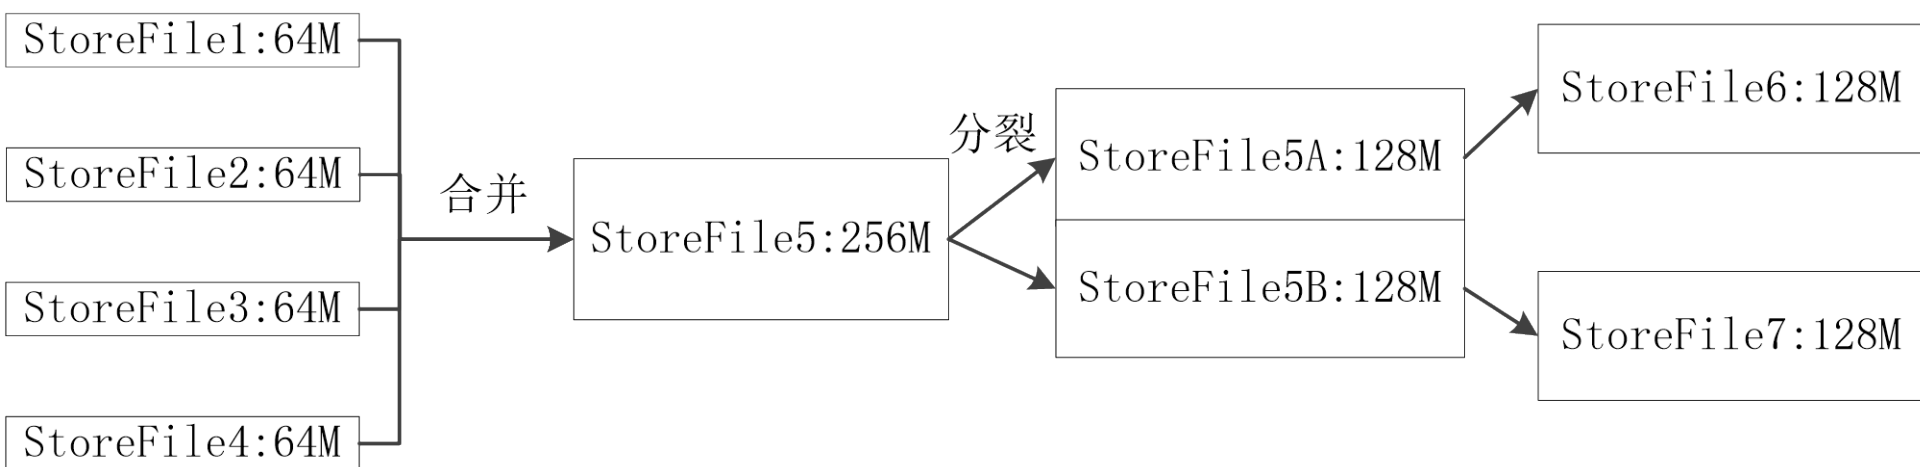 StoreFile1:64M
StoreFile2:64M
StoreFile3:64M
StoreFile4:64M
合并
StoreFile5:256M
分裂
StoreFile5A:128M
StoreFile5B:128M
StoreFile6:128M
StoreFile7:128M